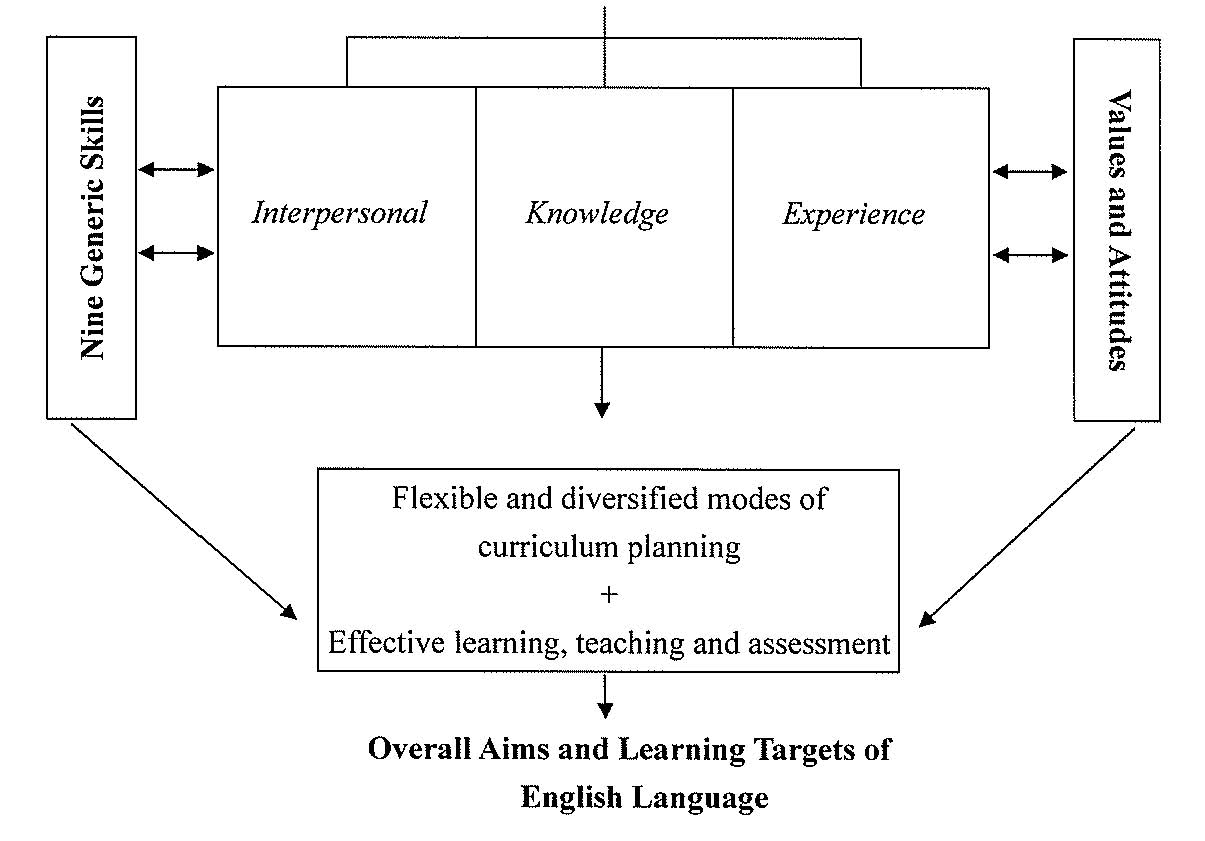 Nine Generic Skills
Interpersonal
Knowledge
Experience
Values and Attitudes
Flexible and diversified modes of
curriculum planning
+
Effective learning, teaching and assessment
Overall Aims and Learning Targets of
English Language